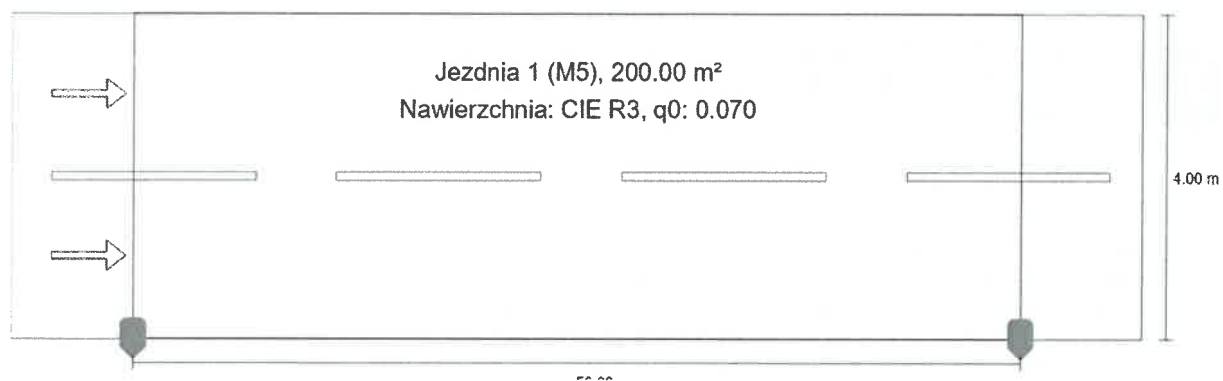 Jezdnia 1 (M5), 200.00 m²
Nawierzchnia: CIE R3, q0: 0.070
4.00 m